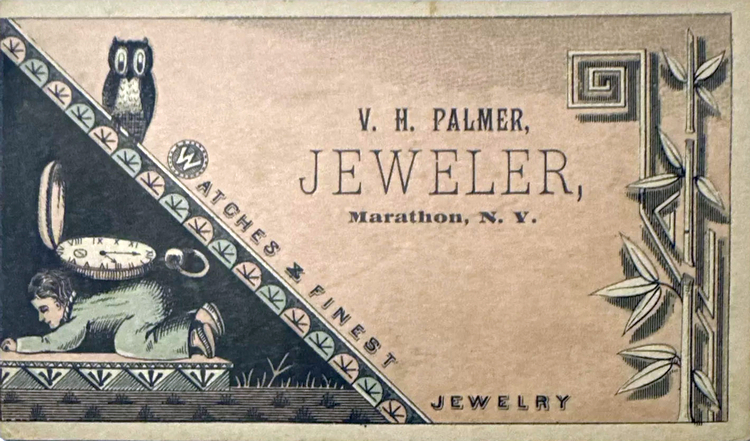 V. H. PALMER,
JEWELER,
Marathon, N. Y.
WATCHES & FINEST
JEWELRY